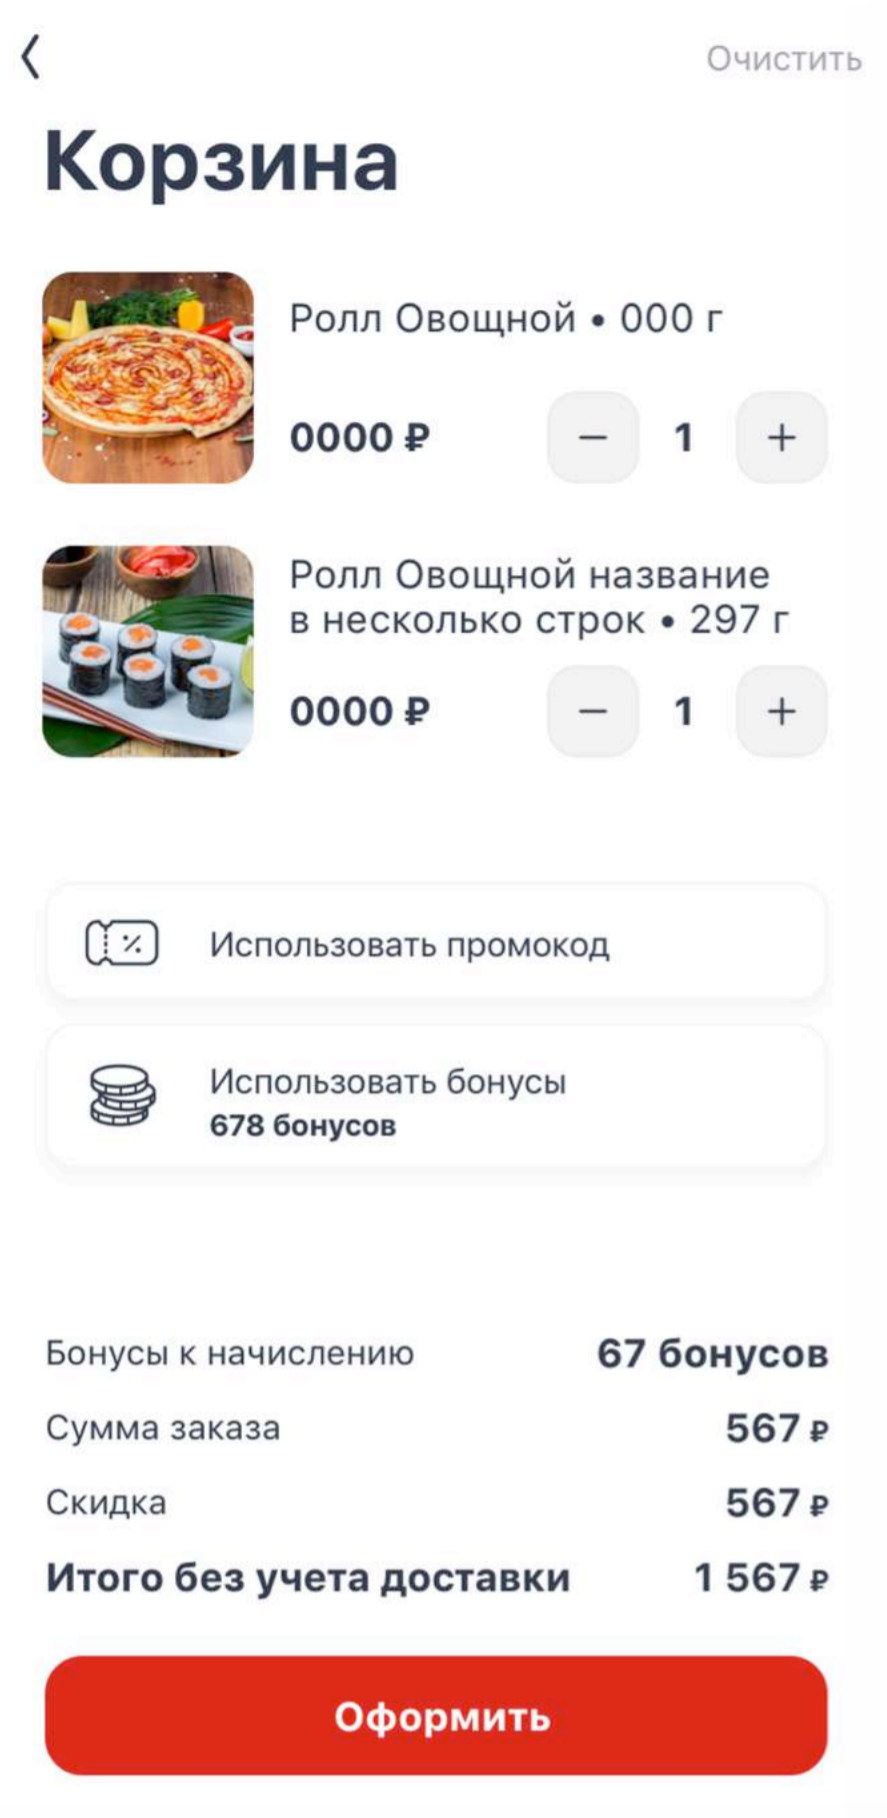 Очистить
Корзина
Ролл Овощной • 000 г
0000 ₽
− 1 +
Ролл Овощной название
в несколько строк • 297 г
0000 ₽
− 1 +
Использовать промокод
Использовать бонусы
678 бонусов
Бонусы к начислению 67 бонусов
Сумма заказа 567 ₽
Скидка 567 ₽
Итого без учета доставки 1 567 ₽
Оформить